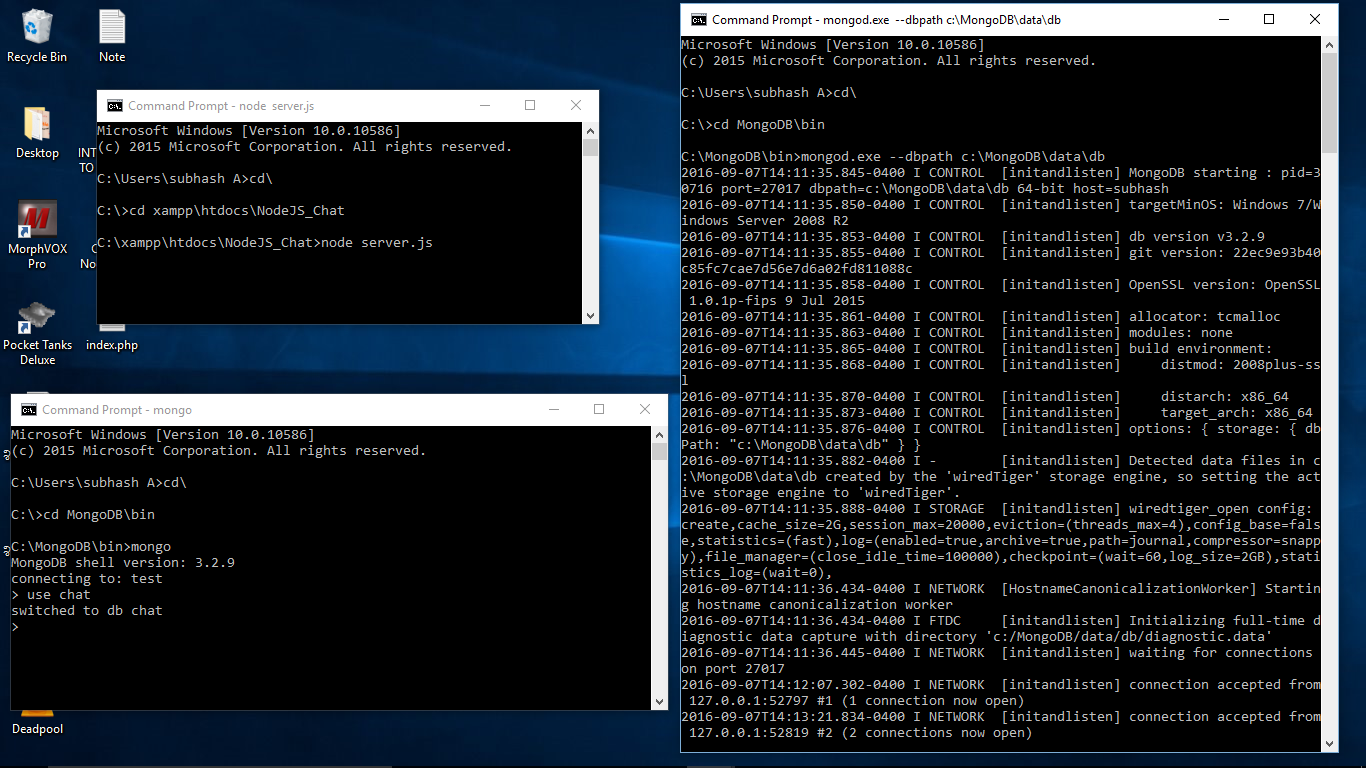 Recycle Bin
Note
Desktop
INT
TO
MorphVOX
Pro
C
No
Pocket Tanks
Deluxe
index.php
Deadpool
Command Prompt - node server.js
Microsoft Windows [Version 10.0.10586]
(c) 2015 Microsoft Corporation. All rights reserved.
C:\Users\subhash A>cd\
C:\>cd xampp\htdocs\NodeJS_Chat
C:\xampp\htdocs\NodeJS_Chat>node server.js
Command Prompt - mongo
Microsoft Windows [Version 10.0.10586]
(c) 2015 Microsoft Corporation. All rights reserved.
C:\Users\subhash A>cd\
C:\>cd MongoDB\bin
C:\MongoDB\bin>mongo
MongoDB shell version: 3.2.9
connecting to: test
> use chat
switched to db chat
>
Command Prompt - mongod.exe --dbpath c:\MongoDB\data\db
Microsoft Windows [Version 10.0.10586]
(c) 2015 Microsoft Corporation. All rights reserved.
C:\Users\subhash A>cd\
C:\>cd MongoDB\bin
C:\MongoDB\bin>mongod.exe --dbpath c:\MongoDB\data\db
2016-09-07T14:11:35.845-0400 I CONTROL [initandlisten] MongoDB starting : pid=3
0716 port=27017 dbpath=c:\MongoDB\data\db 64-bit host=subhash
2016-09-07T14:11:35.850-0400 I CONTROL [initandlisten] targetMinOS: Windows 7/W
indows Server 2008 R2
2016-09-07T14:11:35.853-0400 I CONTROL [initandlisten] db version v3.2.9
2016-09-07T14:11:35.855-0400 I CONTROL [initandlisten] git version: 22ec9e93b40
c85fc7cae7d56e7d6a02fd811088c
2016-09-07T14:11:35.858-0400 I CONTROL [initandlisten] OpenSSL version: OpenSSL
1.0.1p-fips 9 Jul 2015
2016-09-07T14:11:35.861-0400 I CONTROL [initandlisten] allocator: tcmalloc
2016-09-07T14:11:35.863-0400 I CONTROL [initandlisten] modules: none
2016-09-07T14:11:35.865-0400 I CONTROL [initandlisten] build environment:
2016-09-07T14:11:35.868-0400 I CONTROL [initandlisten] distmod: 2008plus-ss
l
2016-09-07T14:11:35.870-0400 I CONTROL [initandlisten] distarch: x86_64
2016-09-07T14:11:35.873-0400 I CONTROL [initandlisten] target_arch: x86_64
2016-09-07T14:11:35.876-0400 I CONTROL [initandlisten] options: { storage: { db
Path: "c:\MongoDB\data\db" } }
2016-09-07T14:11:35.882-0400 I - [initandlisten] Detected data files in c
:\MongoDB\data\db created by the 'wiredTiger' storage engine, so setting the act
ive storage engine to 'wiredTiger'.
2016-09-07T14:11:35.888-0400 I STORAGE [initandlisten] wiredtiger_open config:
create,cache_size=2G,session_max=20000,eviction=(threads_max=4),config_base=fals
e,statistics=(fast),log=(enabled=true,archive=true,path=journal,compressor=snapp
y),file_manager=(close_idle_time=100000),checkpoint=(wait=60,log_size=2GB),stati
stics_log=(wait=0),
2016-09-07T14:11:36.434-0400 I NETWORK [HostnameCanonicalizationWorker] Startin
g hostname canonicalization worker
2016-09-07T14:11:36.434-0400 I FTDC [initandlisten] Initializing full-time d
iagnostic data capture with directory 'c:/MongoDB/data/db/diagnostic.data'
2016-09-07T14:11:36.445-0400 I NETWORK [initandlisten] waiting for connections
on port 27017
2016-09-07T14:12:07.302-0400 I NETWORK [initandlisten] connection accepted from
127.0.0.1:52797 #1 (1 connection now open)
2016-09-07T14:13:21.834-0400 I NETWORK [initandlisten] connection accepted from
127.0.0.1:52819 #2 (2 connections now open)